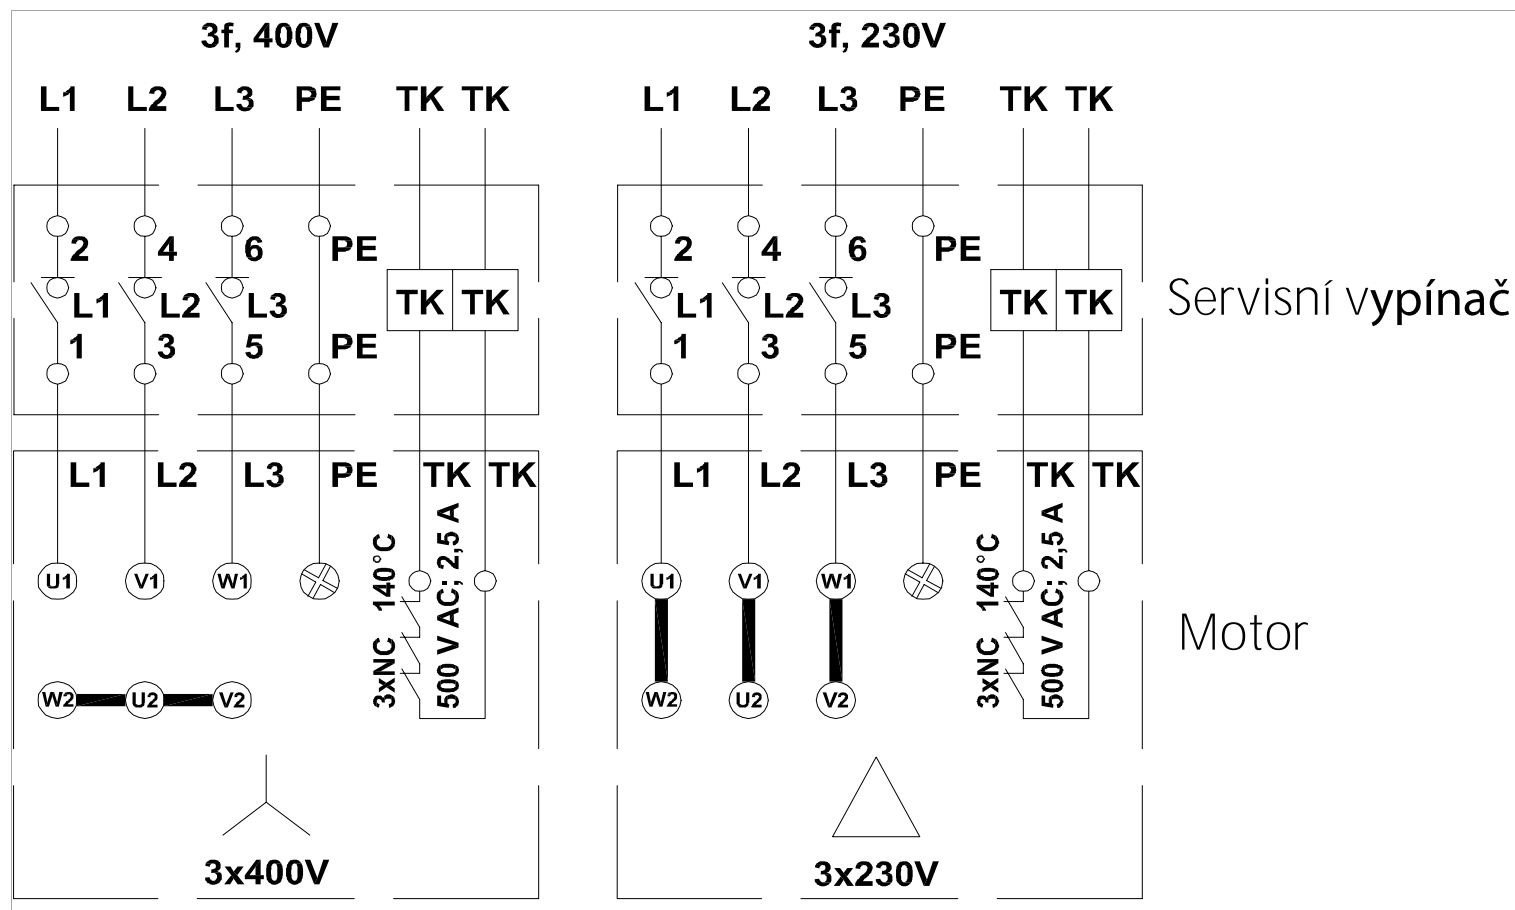 3f, 400V
L1 L2 L3 PE TK TK
2 4 6 PE
L1 L2 L3 TK TK
1 3 5 PE
L1 L2 L3 PE TK TK
3xNC 140°C
500 V AC; 2,5 A
U1 V1 W1
W2 U2 V2
3x400V
3f, 230V
L1 L2 L3 PE TK TK
2 4 6 PE
L1 L2 L3 TK TK
1 3 5 PE
L1 L2 L3 PE TK TK
3xNC 140°C
500 V AC; 2,5 A
U1 V1 W1
W2 U2 V2
3x230V
Servisní vypínač
Motor